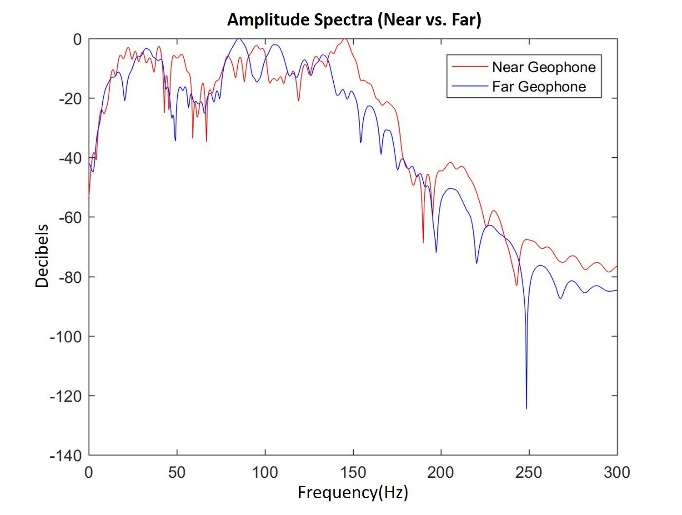 Amplitude Spectra (Near vs. Far)
0
-20
-40
-60
-80
-100
-120
-140
Decibels
Near Geophone
Far Geophone
0 50 100 150 200 250 300
Frequency(Hz)